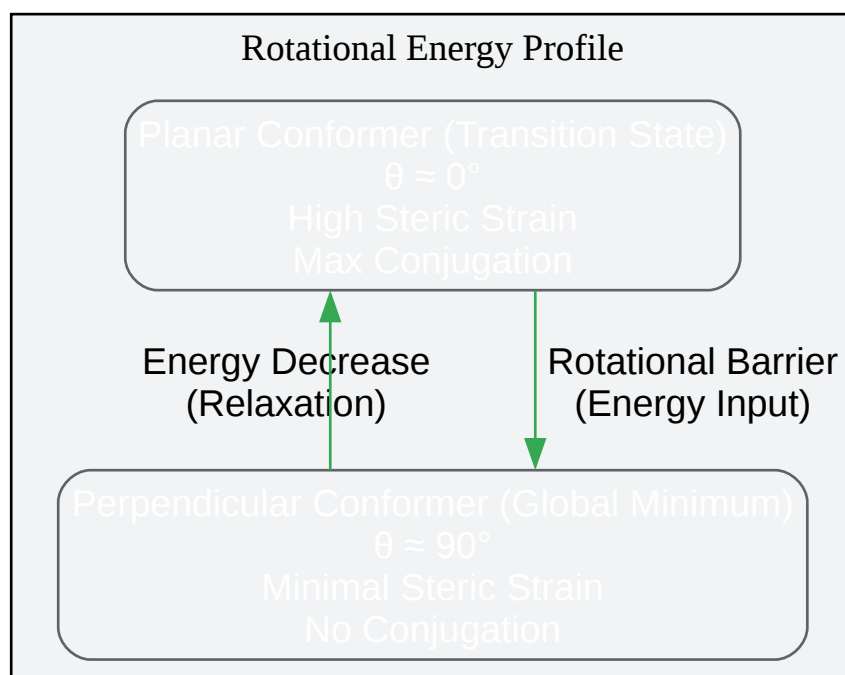 Rotational Energy Profile
Planar Conformer (Transition State)
θ ≈ 0°
High Steric Strain
Max Conjugation
Energy Decrease
(Relaxation)
Rotational Barrier
(Energy Input)
Perpendicular Conformer (Global Minimum)
θ ≈ 90°
Minimal Steric Strain
No Conjugation